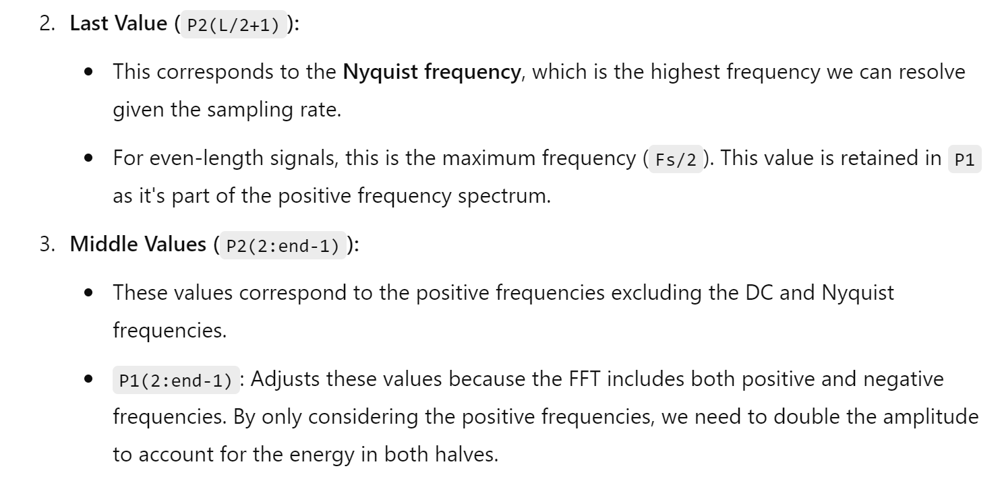 2. Last Value ( P2(L/2+1) ):
• This corresponds to the Nyquist frequency, which is the highest frequency we can resolve
given the sampling rate.
• For even-length signals, this is the maximum frequency ( Fs/2 ). This value is retained in P1
as it's part of the positive frequency spectrum.
3. Middle Values ( P2(2:end-1) ):
• These values correspond to the positive frequencies excluding the DC and Nyquist
frequencies.
• P1(2:end-1) : Adjusts these values because the FFT includes both positive and negative
frequencies. By only considering the positive frequencies, we need to double the amplitude
to account for the energy in both halves.